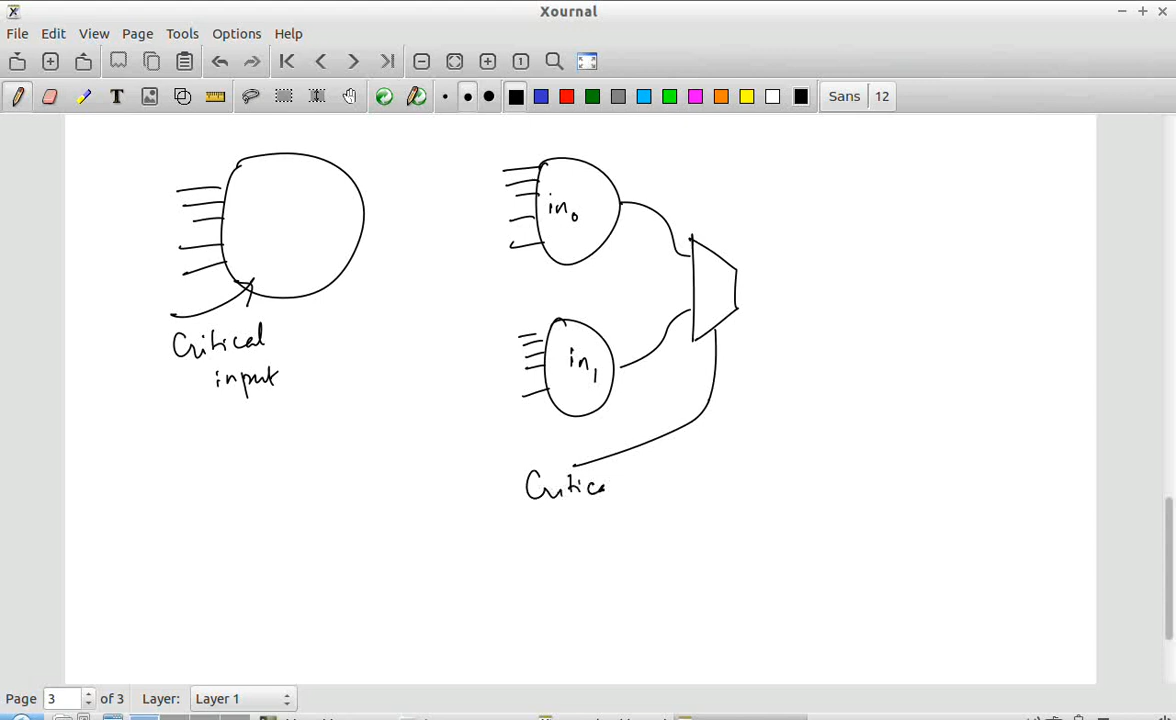 Xournal
File Edit View Page Tools Options Help
Sans 12
in0
in1
Critical
input
Critica
Page 3 of 3 Layer: Layer 1